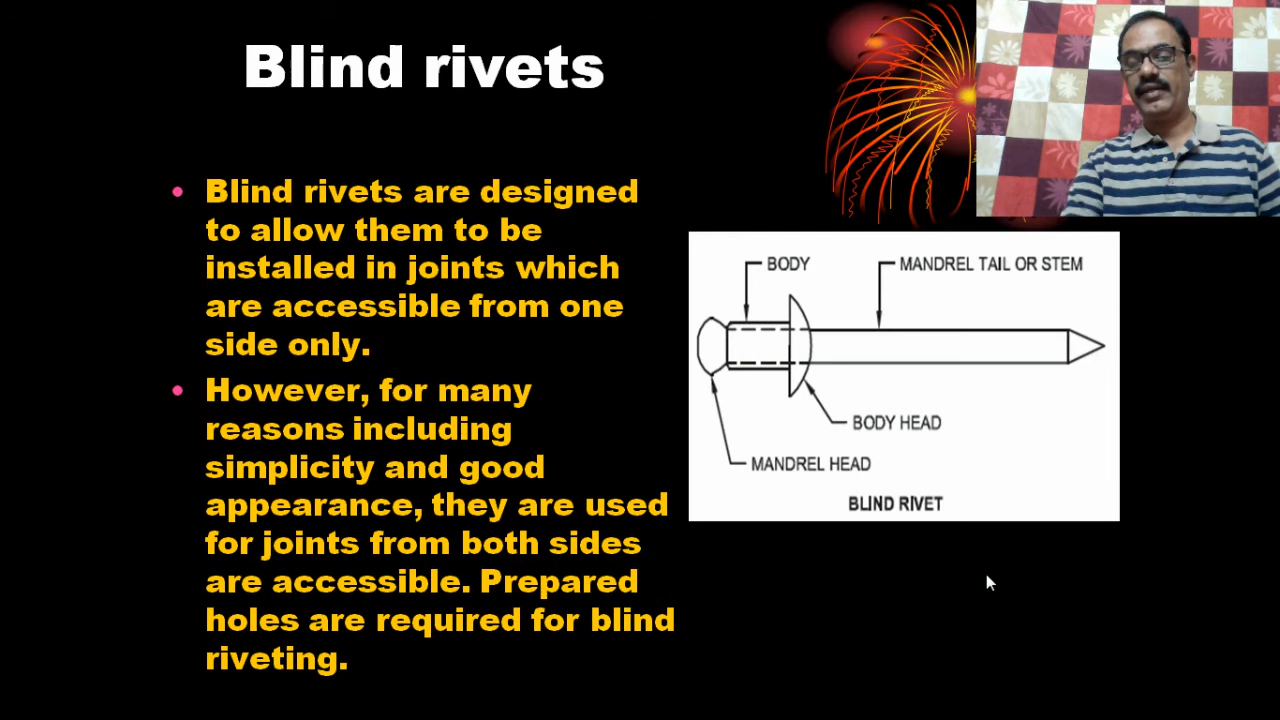 Blind rivets
• Blind rivets are designed
to allow them to be
installed in joints which
are accessible from one
side only.
• However, for many
reasons including
simplicity and good
appearance, they are used
for joints from both sides
are accessible. Prepared
holes are required for blind
riveting.
BODY
MANDREL TAIL OR STEM
BODY HEAD
MANDREL HEAD
BLIND RIVET